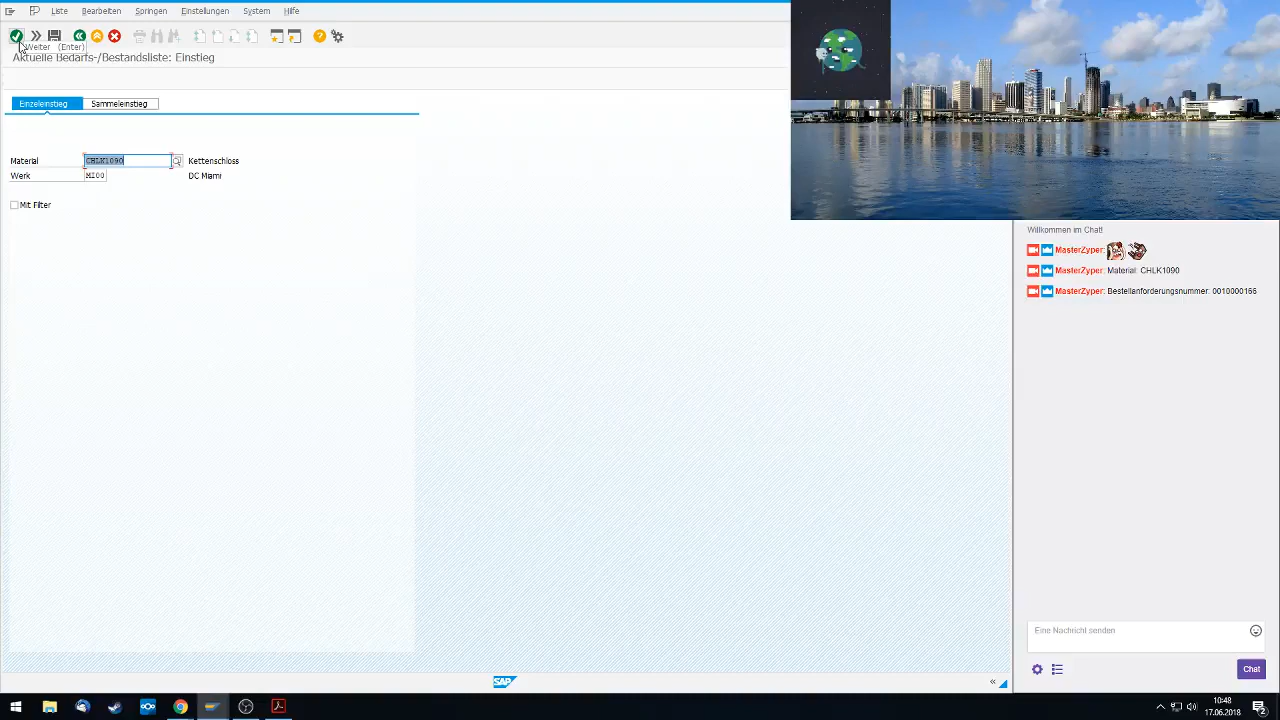 Liste Bearbeiten Springen Einstellungen System Hilfe
Weiter (Enter)
Aktuelle Bedarfs-/Bestandsliste: Einstieg
Einzeleinstieg Sammeleinstieg
Material CHLK1090 Kettenschloss
Werk MI00 DC Miami
Mit Filter
Willkommen im Chat!
MasterZyper:
MasterZyper: Material: CHLK1090
MasterZyper: Bestellanforderungsnummer: 0010000166
Eine Nachricht senden
Chat
SAP
«
10:48
17.06.2018
2